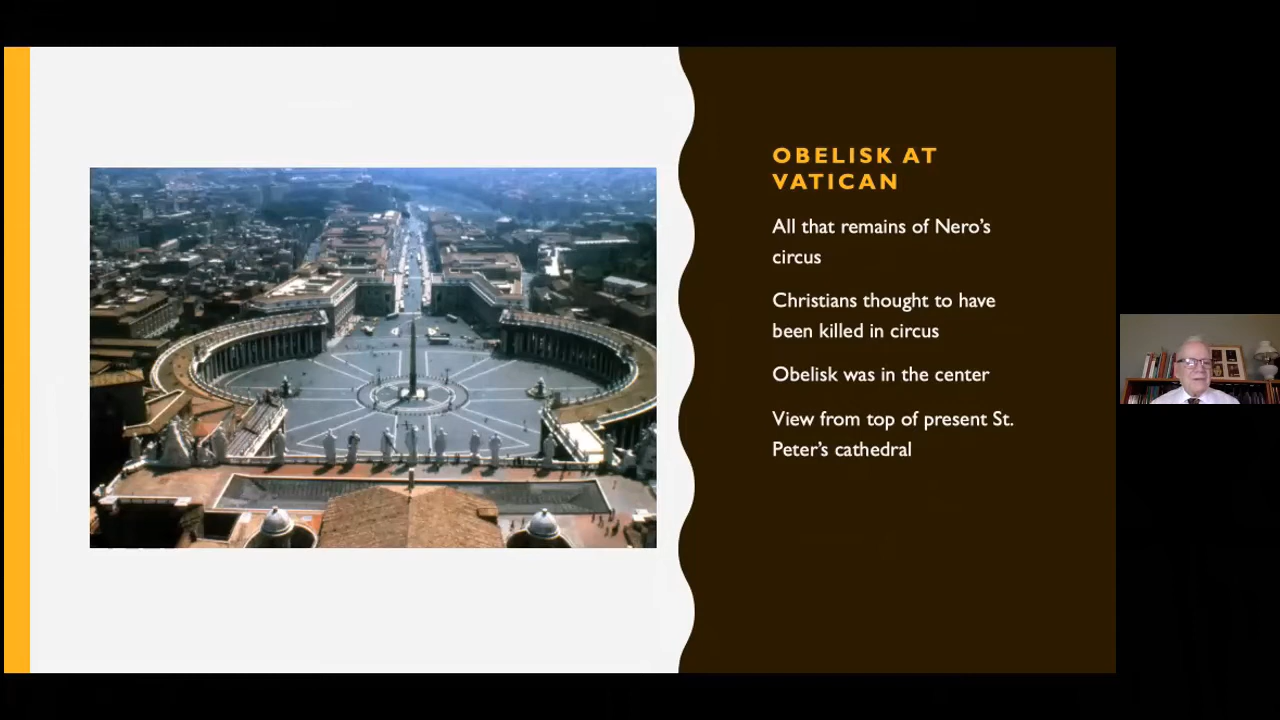 OBELISK AT
VATICAN
All that remains of Nero’s
circus
Christians thought to have
been killed in circus
Obelisk was in the center
View from top of present St.
Peter’s cathedral